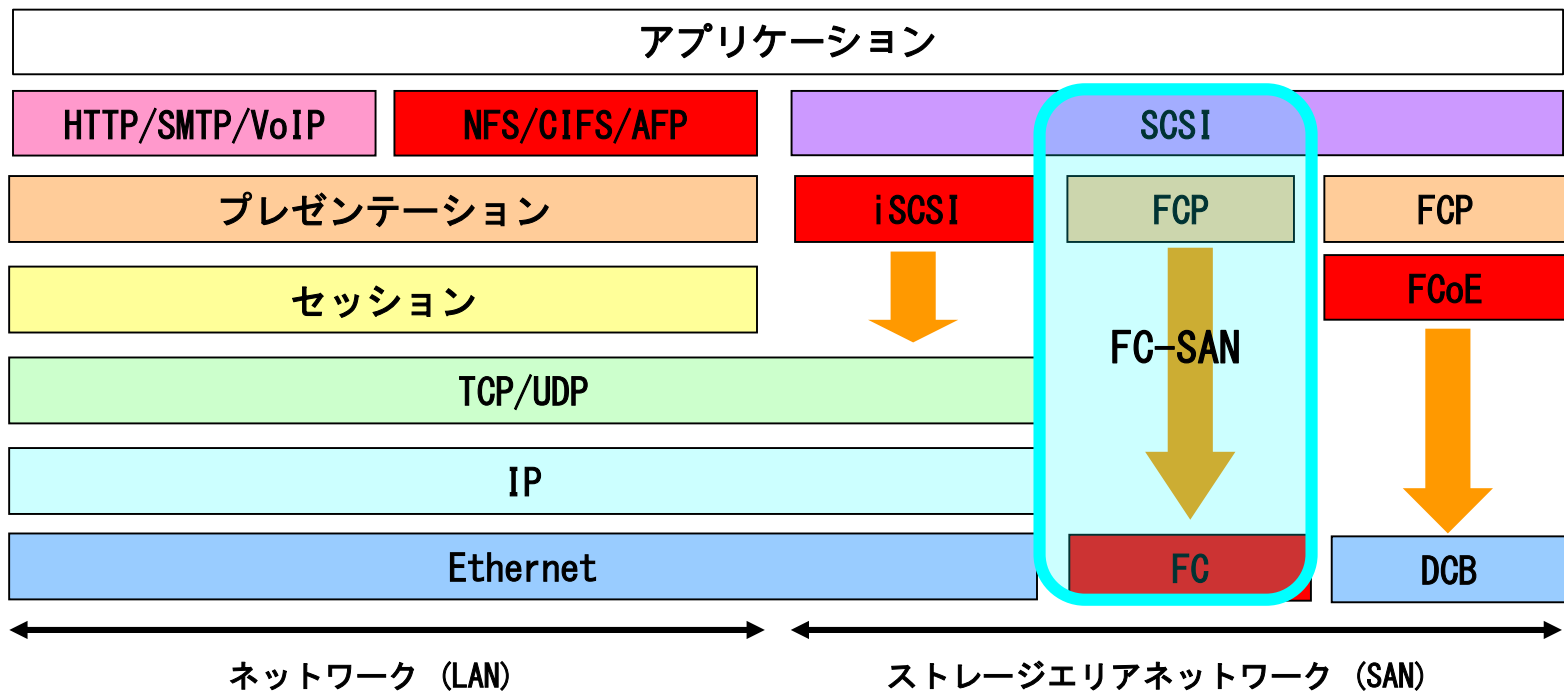 アプリケーション
HTTP/SMTP/VoIP
NFS/CIFS/AFP
SCSI
プレゼンテーション
iSCSI
FCP
FCP
セッション
FCoE
FC-SAN
TCP/UDP
IP
Ethernet
FC
DCB
ネットワーク (LAN)
ストレージエリアネットワーク (SAN)